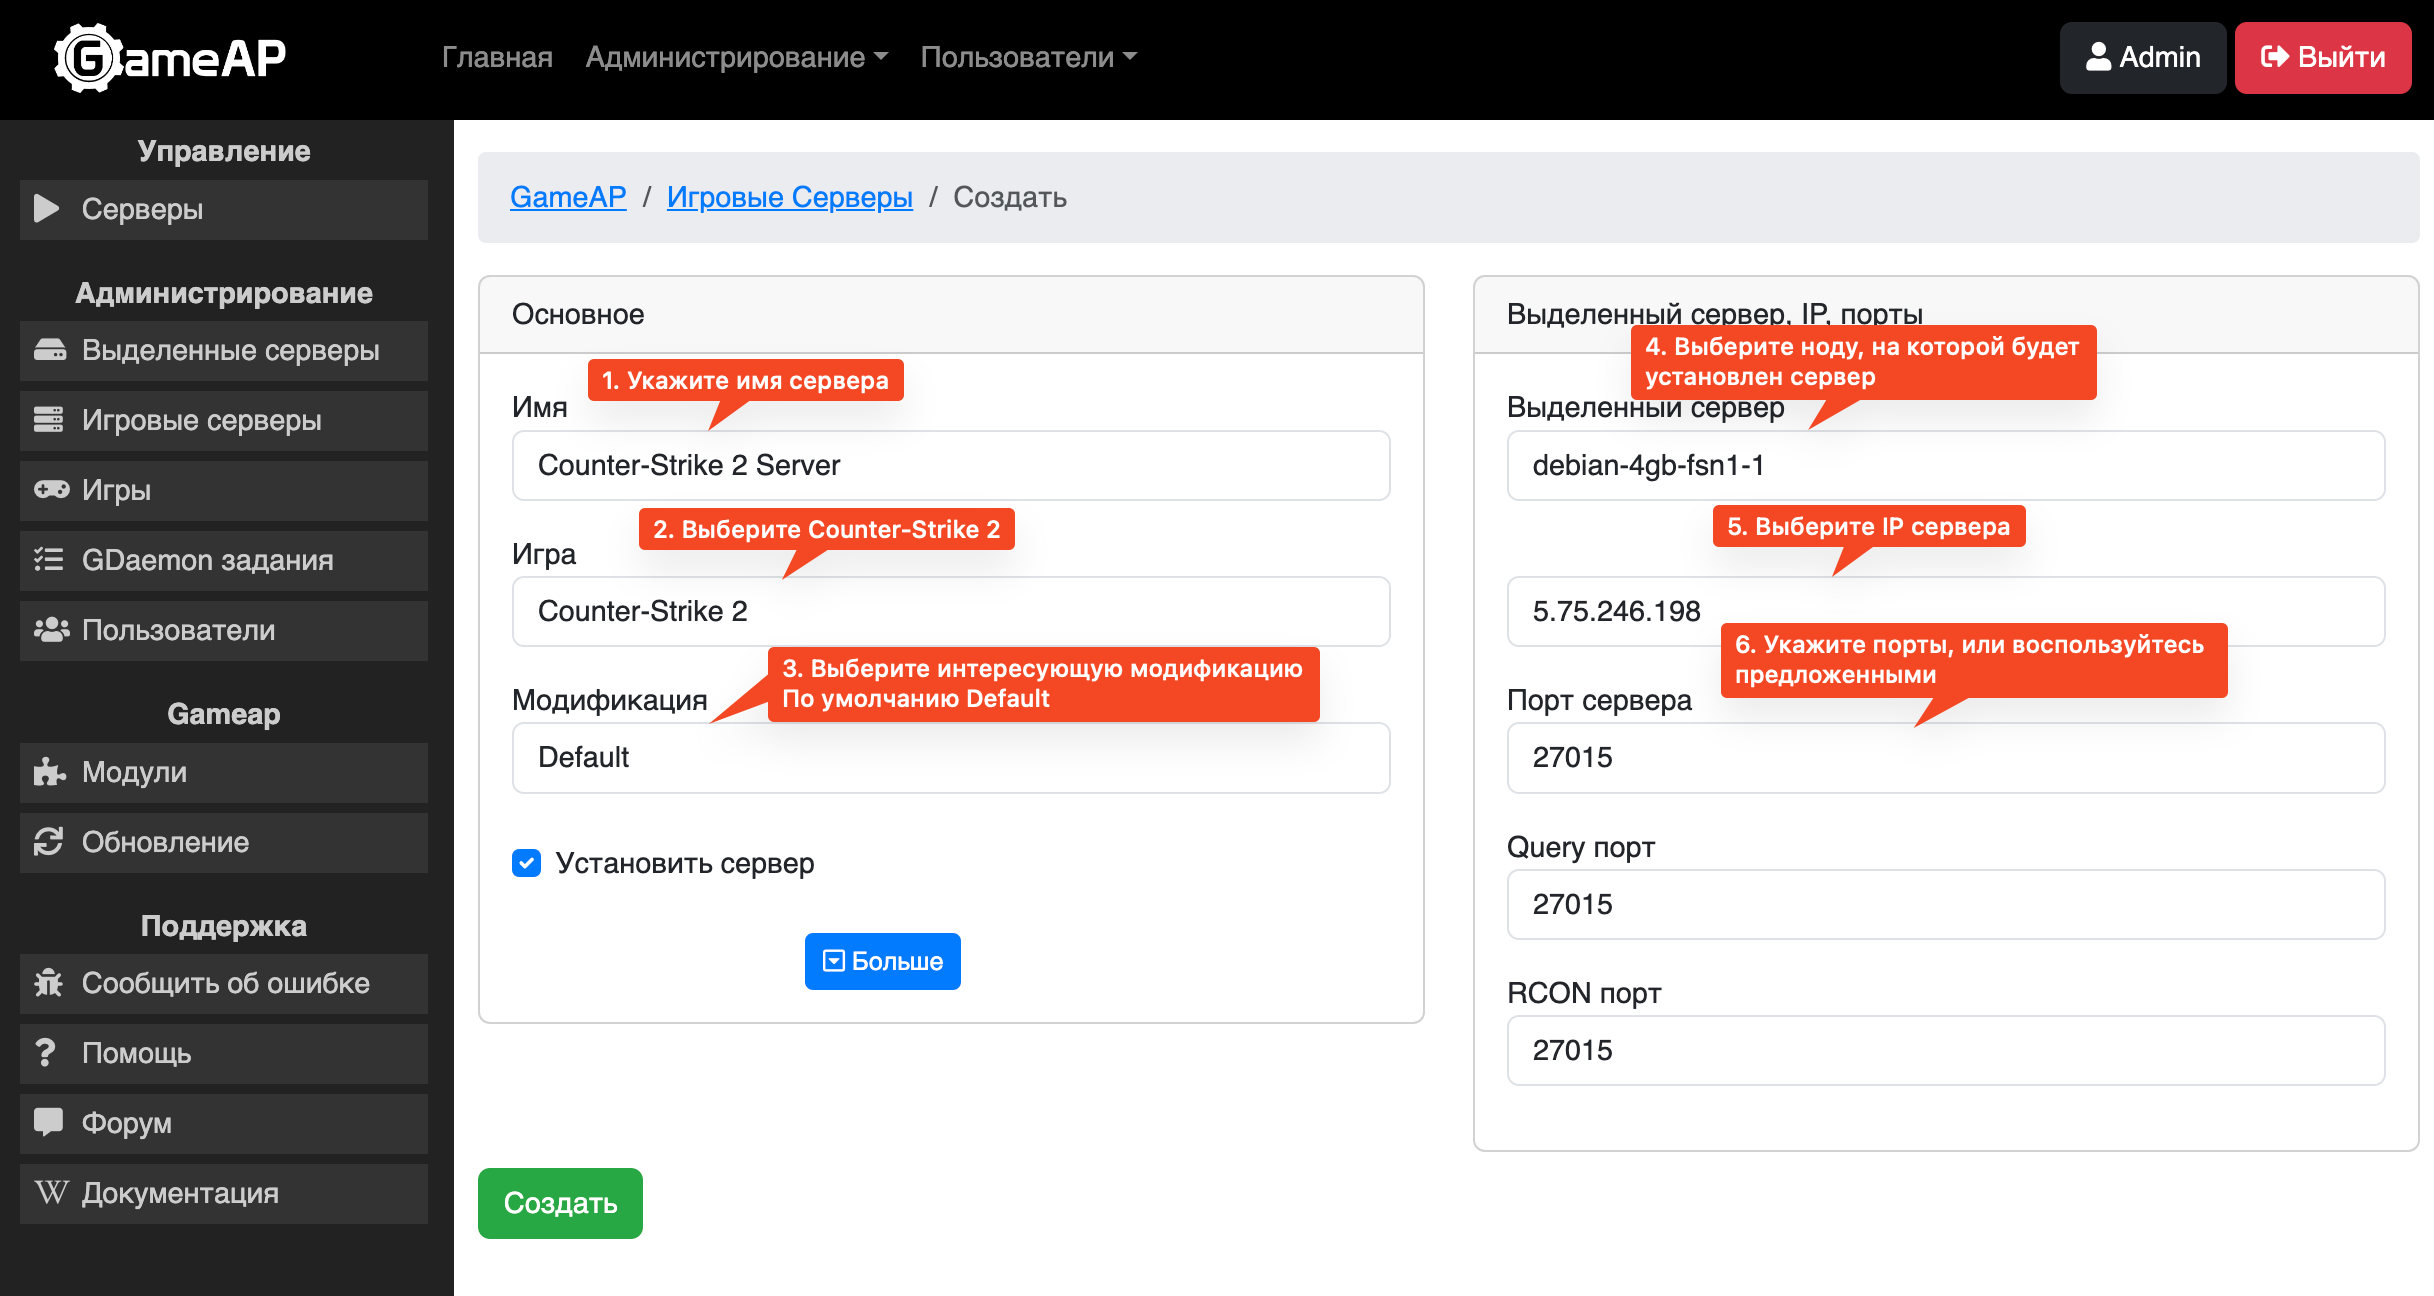 GameAP
Главная
Администрирование
Пользователи
Admin
Выйти
Управление
Серверы
Администрирование
Выделенные серверы
Игровые серверы
Игры
GDaemon задания
Пользователи
Gameap
Модули
Обновление
Поддержка
Сообщить об ошибке
Помощь
Форум
Документация
GameAP / Игровые Серверы / Создать
Основное
1. Укажите имя сервера
Имя
Counter-Strike 2 Server
2. Выберите Counter-Strike 2
Игра
Counter-Strike 2
3. Выберите интересующую модификацию
По умолчанию Default
Модификация
Default
Установить сервер
Больше
Выделенный сервер, IP, порты
4. Выберите ноду, на которой будет
установлен сервер
Выделенный сервер
debian-4gb-fsn1-1
5. Выберите IP сервера
5.75.246.198
6. Укажите порты, или воспользуйтесь
предложенными
Порт сервера
27015
Query порт
27015
RCON порт
27015
Создать